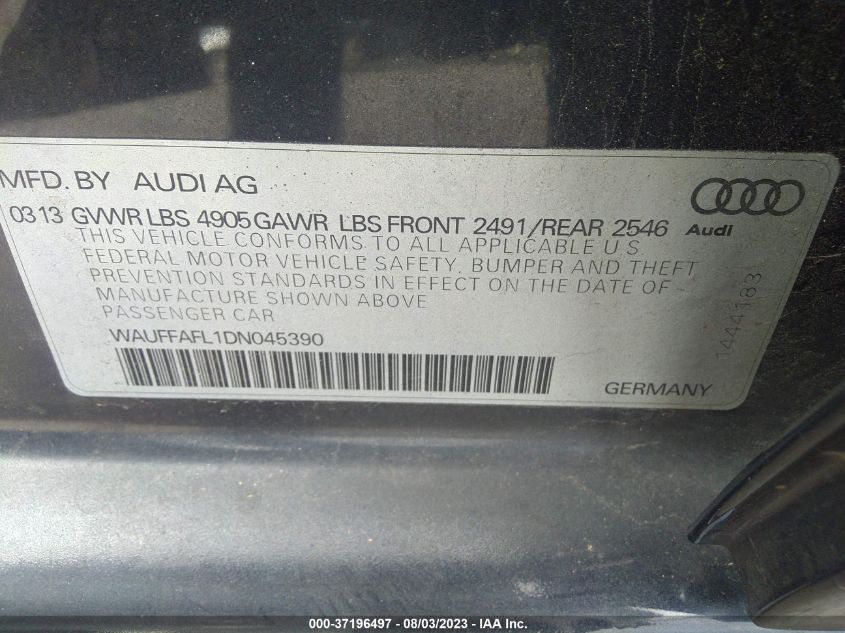 MFD. BY AUDI AG
03 13 GVWR LBS 4905 GAWR LBS FRONT 2491/REAR 2546
Audi
THIS VEHICLE CONFORMS TO ALL APPLICABLE U S
FEDERAL MOTOR VEHICLE SAFETY, BUMPER AND THEFT
PREVENTION STANDARDS IN EFFECT ON THE DATE OF
MANUFACTURE SHOWN ABOVE
PASSENGER CAR
WAUFFAFL1DN045390
GERMANY
1444183
000-37196497 - 08/03/2023 - IAA Inc.